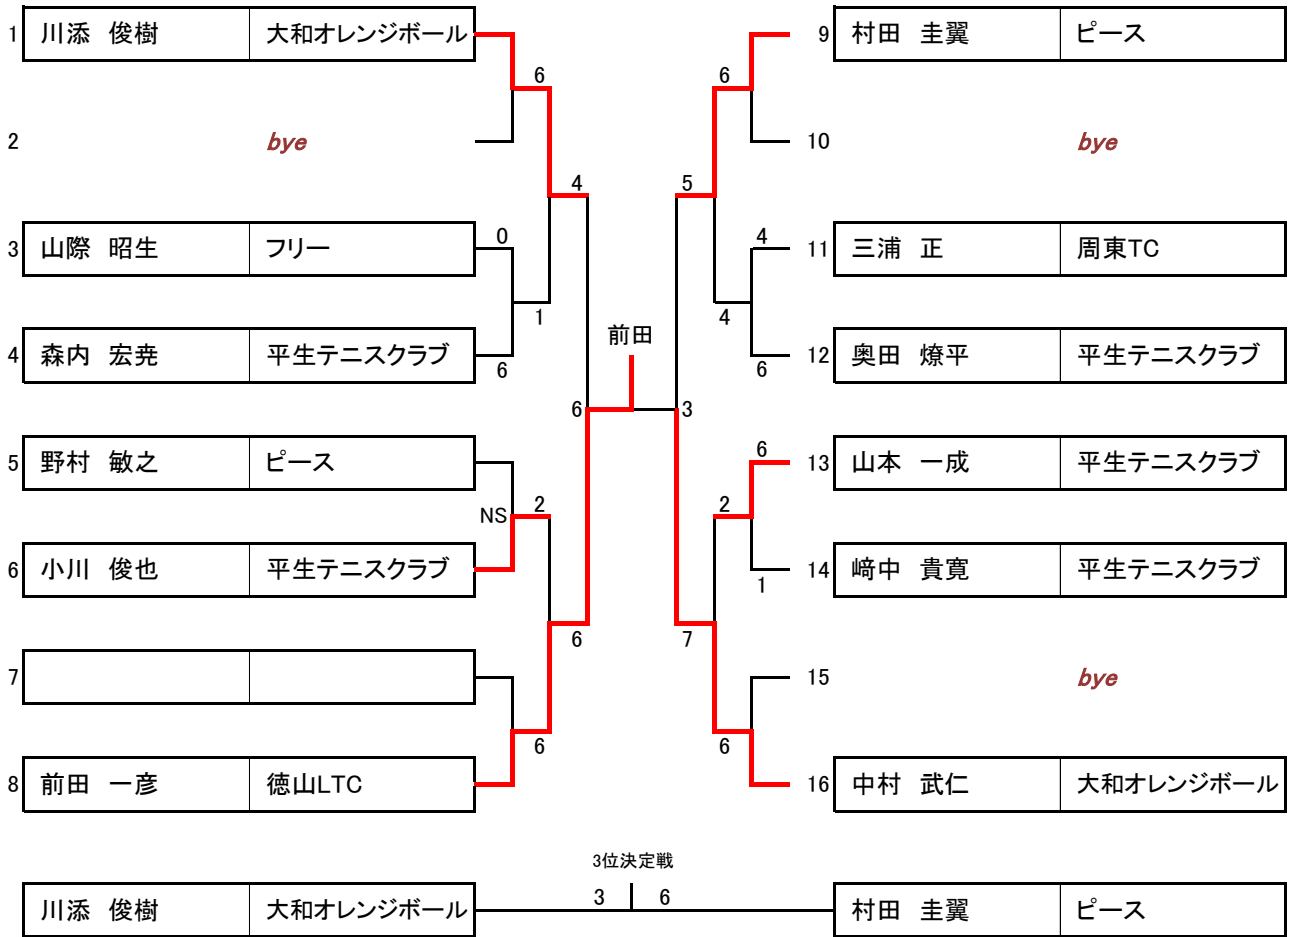 1 川添 俊樹 大和オレンジボール
9 村田 圭翼 ピース
6
6
2 bye
10 bye
4
5
3 山際 昭生 フリー 0
4 11 三浦 正 周東TC
1
4
前田
4 森内 宏尭 平生テニスクラブ 6
6 12 奥田 燎平 平生テニスクラブ
6
3
5 野村 敏之 ピース
6 13 山本 一成 平生テニスクラブ
NS 2
2
6 小川 俊也 平生テニスクラブ
1 14 﨑中 貴寛 平生テニスクラブ
6
7
7
15 bye
6
6
8 前田 一彦 徳山LTC
16 中村 武仁 大和オレンジボール
3位決定戦
川添 俊樹 大和オレンジボール 3 6 村田 圭翼 ピース